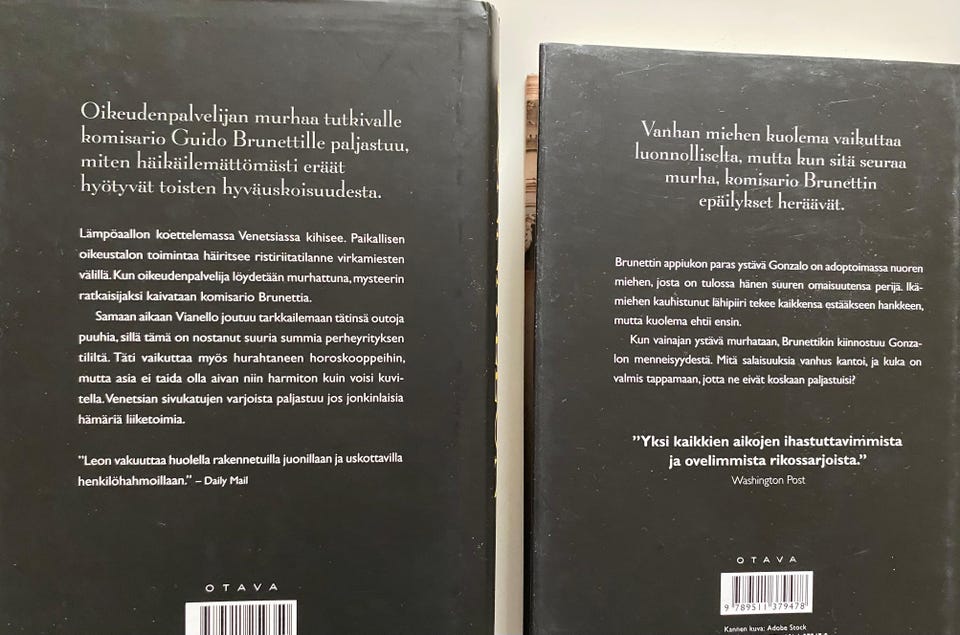 Oikeudenpalvelijan murhaa tutkivalle
komisario Guido Brunettille paljastuu,
miten häikäilemättömästi eräät
hyötyvät toisten hyväuskoisuudesta.
Lämpöaallon koettelemassa Venetsiassa kihisee. Paikallisen
oikeustalon toimintaa häiritsee ristiriitatilanne virkamiesten
välillä. Kun oikeudenpalvelija löydetään murhattuna, mysteerin
ratkaisijaksi kaivataan komisario Brunettia.
Samaan aikaan Vianello joutuu tarkkailemaan tätinsä outoja
puuhia, sillä tämä on nostanut suuria summia perheyrityksen
tililtä. Täti vaikuttaa myös hurahtaneen horoskooppeihin,
mutta asia ei taida olla aivan niin harmiton kuin voisi kuvi-
tella. Venetsian sivukatujen varjoista paljastuu jos jonkinlaisia
hämäriä liiketoimia.
”Leon vakuuttaa huolella rakennetuilla juonillaan ja uskottavilla
henkilöhahmoillaan.” – Daily Mail
OTAVA
Vanhan miehen kuolema vaikuttaa
luonnolliselta, mutta kun sitä seuraa
murha, komisario Brunettin
epäilykset heräävät.
Brunettin appiukon paras ystävä Gonzalo on adoptoimassa nuoren
miehen, josta on tulossa hänen suuren omaisuutensa perijä. Ikä-
miehen kauhistunut lähipiiri tekee kaikkensa estääkseen hankkeen,
mutta kuolema ehtii ensin.
Kun vainajan ystävä murhataan, Brunettikin kiinnostuu Gonza-
lon menneisyydestä. Mitä salaisuuksia vanhus kantoi, ja kuka on
valmis tappamaan, jotta ne eivät koskaan paljastuisi?
”Yksi kaikkien aikojen ihastuttavimmista
ja ovelimmista rikossarjoista.”
Washington Post
OTAVA
9 789511 379478
Kannen kuva: Adobe Stock